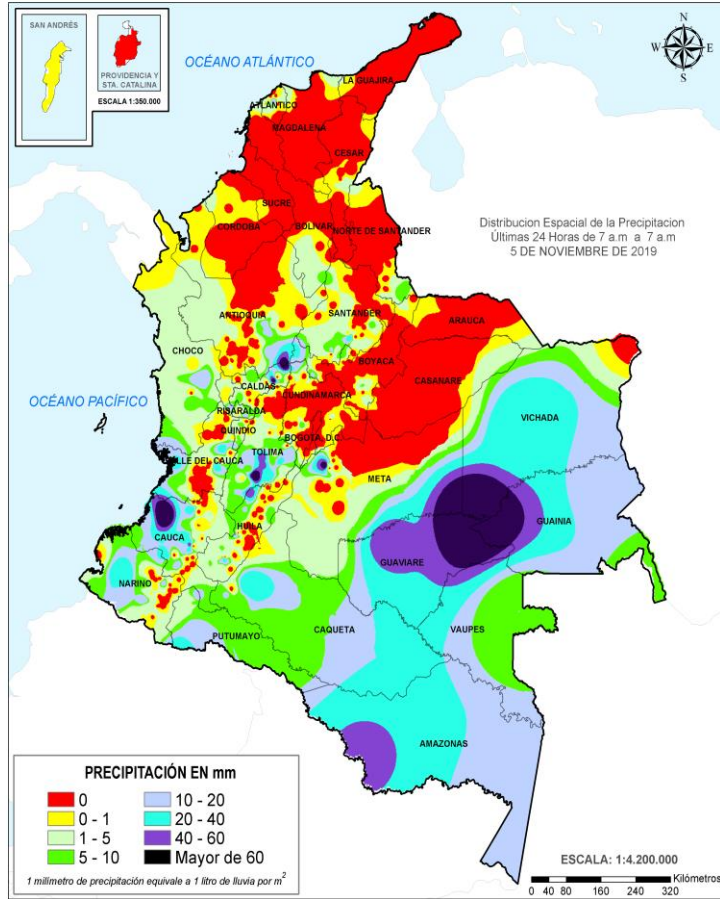 SAN ANDRÉS
PROVIDENCIA Y
STA. CATALINA
ESCALA 1:350.000
OCÉANO ATLÁNTICO
N
W E
S
LA GUAJIRA
ATLANTICO
MAGDALENA
CESAR
SUCRE
CORDOBA
BOLIVAR
NORTE DE SANTANDER
Distribucion Espacial de la Precipitacion
Últimas 24 Horas de 7 a.m a 7 a.m
5 DE NOVIEMBRE DE 2019
ANTIOQUIA
SANTANDER
ARAUCA
CHOCO
BOYACA
CASANARE
CALDAS
CUNDINAMARCA
OCÉANO PACÍFICO
RISARALDA
QUINDIO
BOGOTA, D.C.
VICHADA
VALLE DEL CAUCA
TOLIMA
META
GUAINIA
HUILA
CAUCA
GUAVIARE
NARIÑO
PUTUMAYO
CAQUETA
VAUPES
AMAZONAS
PRECIPITACIÓN EN mm
0 10 - 20
0 - 1 20 - 40
1 - 5 40 - 60
5 - 10 Mayor de 60
1 milímetro de precipitación equivale a 1 litro de lluvia por m2
ESCALA: 1:4.200.000
Kilómetros
0 40 80 160 240 320